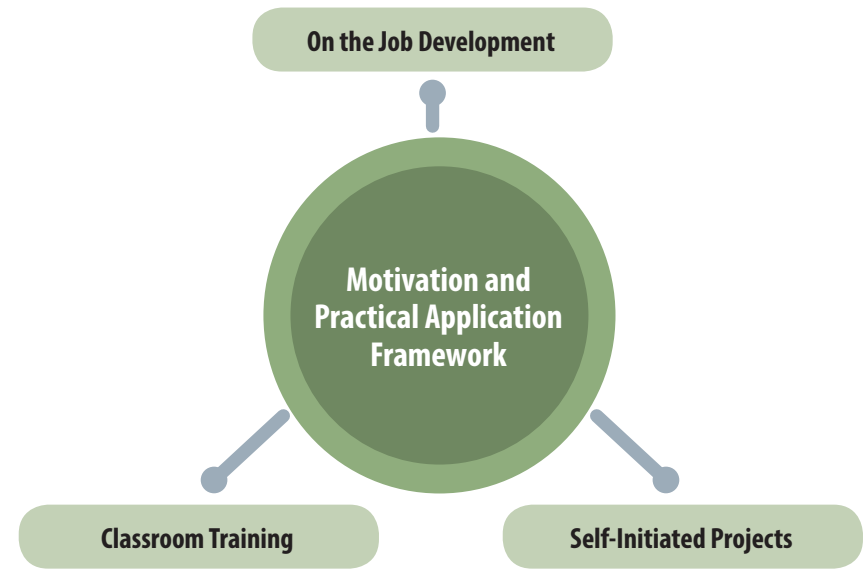 On the Job Development
Motivation and
Practical Application
Framework
Classroom Training
Self-Initiated Projects